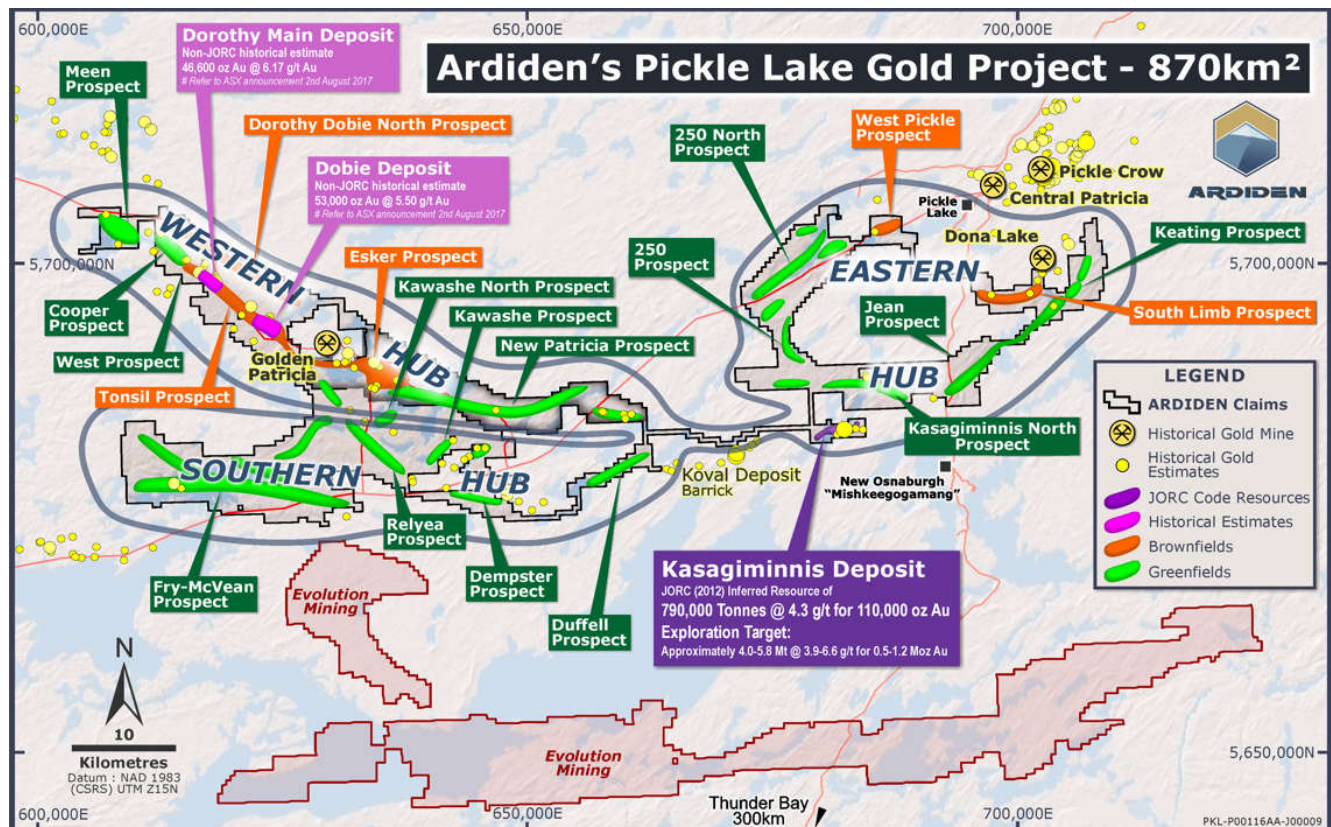 600,000E
650,000E
700,000E
Ardiden's Pickle Lake Gold Project - 870km²
Dorothy Main Deposit
Non-JORC historical estimate
46,600 oz Au @ 6.17 g/t Au
# Refer to ASX announcement 2nd August 2017
Meen
Prospect
Dorothy Dobie North Prospect
Dobie Deposit
Non-JORC historical estimate
53,000 oz Au @ 5.50 g/t Au
# Refer to ASX announcement 2nd August 2017
250 North
Prospect
West Pickle
Prospect
Pickle Crow
Central Patricia
Pickle
Lake
ARDIDEN
Dona Lake
Keating Prospect
5,700,000N
5,700,000N
WESTERN
HUB
EASTERN
HUB
250
Prospect
Esker Prospect
Kawashe North Prospect
Kawashe Prospect
New Patricia Prospect
Jean
Prospect
South Limb Prospect
Cooper
Prospect
West Prospect
Tonsil Prospect
Golden
Patricia
Kasagiminnis North
Prospect
SOUTHERN
HUB
Koval Deposit
Barrick
New Osnaburgh
"Mishkeegogamang"
Relyea
Prospect
Fry-McVean
Prospect
Dempster
Prospect
Duffell
Prospect
Kasagiminnis Deposit
JORC (2012) Inferred Resource of
790,000 Tonnes @ 4.3 g/t for 110,000 oz Au
Exploration Target:
Approximately 4.0-5.8 Mt @ 3.9-6.6 g/t for 0.5-1.2 Moz Au
LEGEND
ARDIDEN Claims
Historical Gold Mine
Historical Gold
Estimates
JORC Code Resources
Historical Estimates
Brownfields
Greenfields
Evolution
Mining
Evolution
Mining
N
10
Kilometres
Datum : NAD 1983
(CSRS) UTM Z15N
5,650,000N
600,000E
650,000E
700,000E
Thunder Bay
300km
PKL-P00116AA-J00009